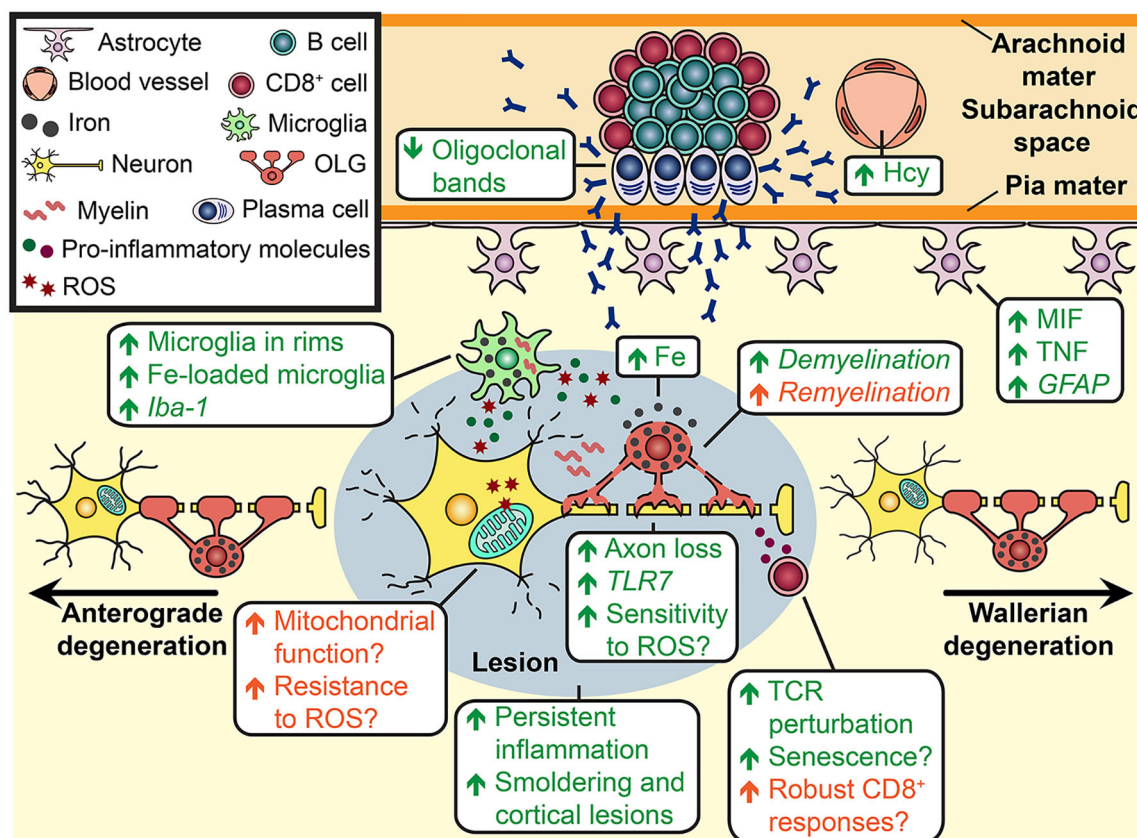 Astrocyte
B cell
Blood vessel
CD8⁺ cell
Iron
Microglia
Neuron
OLG
Myelin
Plasma cell
Pro-inflammatory molecules
ROS
Arachnoid
mater
Subarachnoid
space
Pia mater
↓ Oligoclonal
bands
↑ Hcy
↑ MIF
↑ TNF
↑ GFAP
↑ Microglia in rims
↑ Fe-loaded microglia
↑ Iba-1
↑ Fe
↑ Demyelination
↑ Remyelination
Anterograde
degeneration
↑ Mitochondrial
function?
↑ Resistance
to ROS?
Lesion
↑ Axon loss
↑ TLR7
↑ Sensitivity
to ROS?
Wallerian
degeneration
↑ Persistent
inflammation
↑ Smoldering and
cortical lesions
↑ TCR
perturbation
↑ Senescence?
↑ Robust CD8⁺
responses?